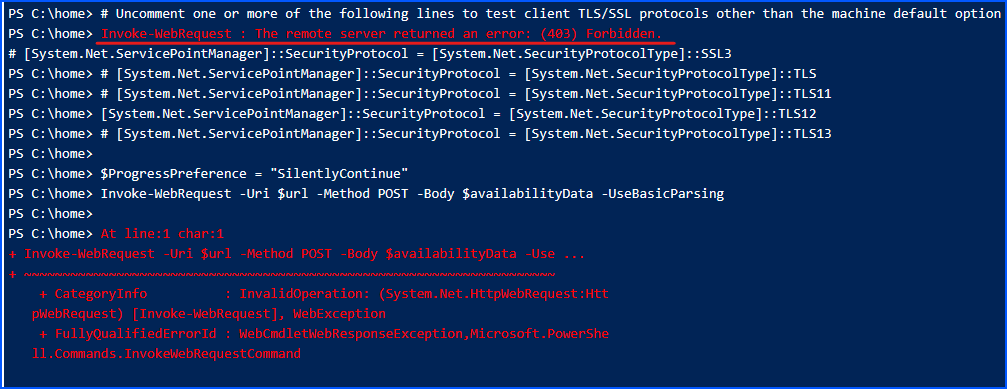 PS C:\home> # Uncomment one or more of the following lines to test client TLS/SSL protocols other than the machine default option
PS C:\home> Invoke-WebRequest : The remote server returned an error: (403) Forbidden.
# [System.Net.ServicePointManager]::SecurityProtocol = [System.Net.SecurityProtocolType]::SSL3
PS C:\home> # [System.Net.ServicePointManager]::SecurityProtocol = [System.Net.SecurityProtocolType]::TLS
PS C:\home> # [System.Net.ServicePointManager]::SecurityProtocol = [System.Net.SecurityProtocolType]::TLS11
PS C:\home> [System.Net.ServicePointManager]::SecurityProtocol = [System.Net.SecurityProtocolType]::TLS12
PS C:\home> # [System.Net.ServicePointManager]::SecurityProtocol = [System.Net.SecurityProtocolType]::TLS13
PS C:\home>
PS C:\home> $ProgressPreference = "SilentlyContinue"
PS C:\home> Invoke-WebRequest -Uri $url -Method POST -Body $availabilityData -UseBasicParsing
PS C:\home>
PS C:\home> At line:1 char:1
+ Invoke-WebRequest -Uri $url -Method POST -Body $availabilityData -Use ...
+ ~~~~~~~~~~~~~~~~~~~~~~~~~~~~~~~~~~~~~~~~~~~~~~~~~~~~~~~~~~~~~~~~~~~~~
+ CategoryInfo : InvalidOperation: (System.Net.HttpWebRequest:Htt
pWebRequest) [Invoke-WebRequest], WebException
+ FullyQualifiedErrorId : WebCmdletWebResponseException,Microsoft.PowerShe
ll.Commands.InvokeWebRequestCommand